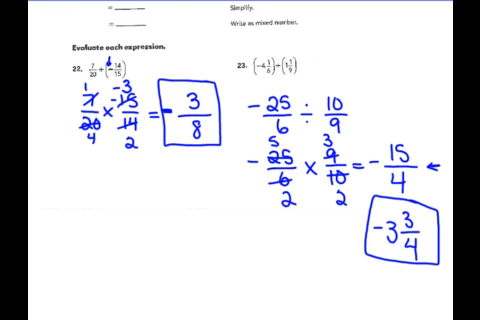 = ______ Simplify.
= ______ Write as mixed number.
Evaluate each expression.
22. 7/20 ÷ (-14/15)
1 7/20 4 × -3 -15/14 2 = -3/8
23. (-4 1/6) ÷ (1 1/9)
-25/6 ÷ 10/9
-5 25/6 2 × 3 9/10 2 = -15/4 ←
-3 3/4